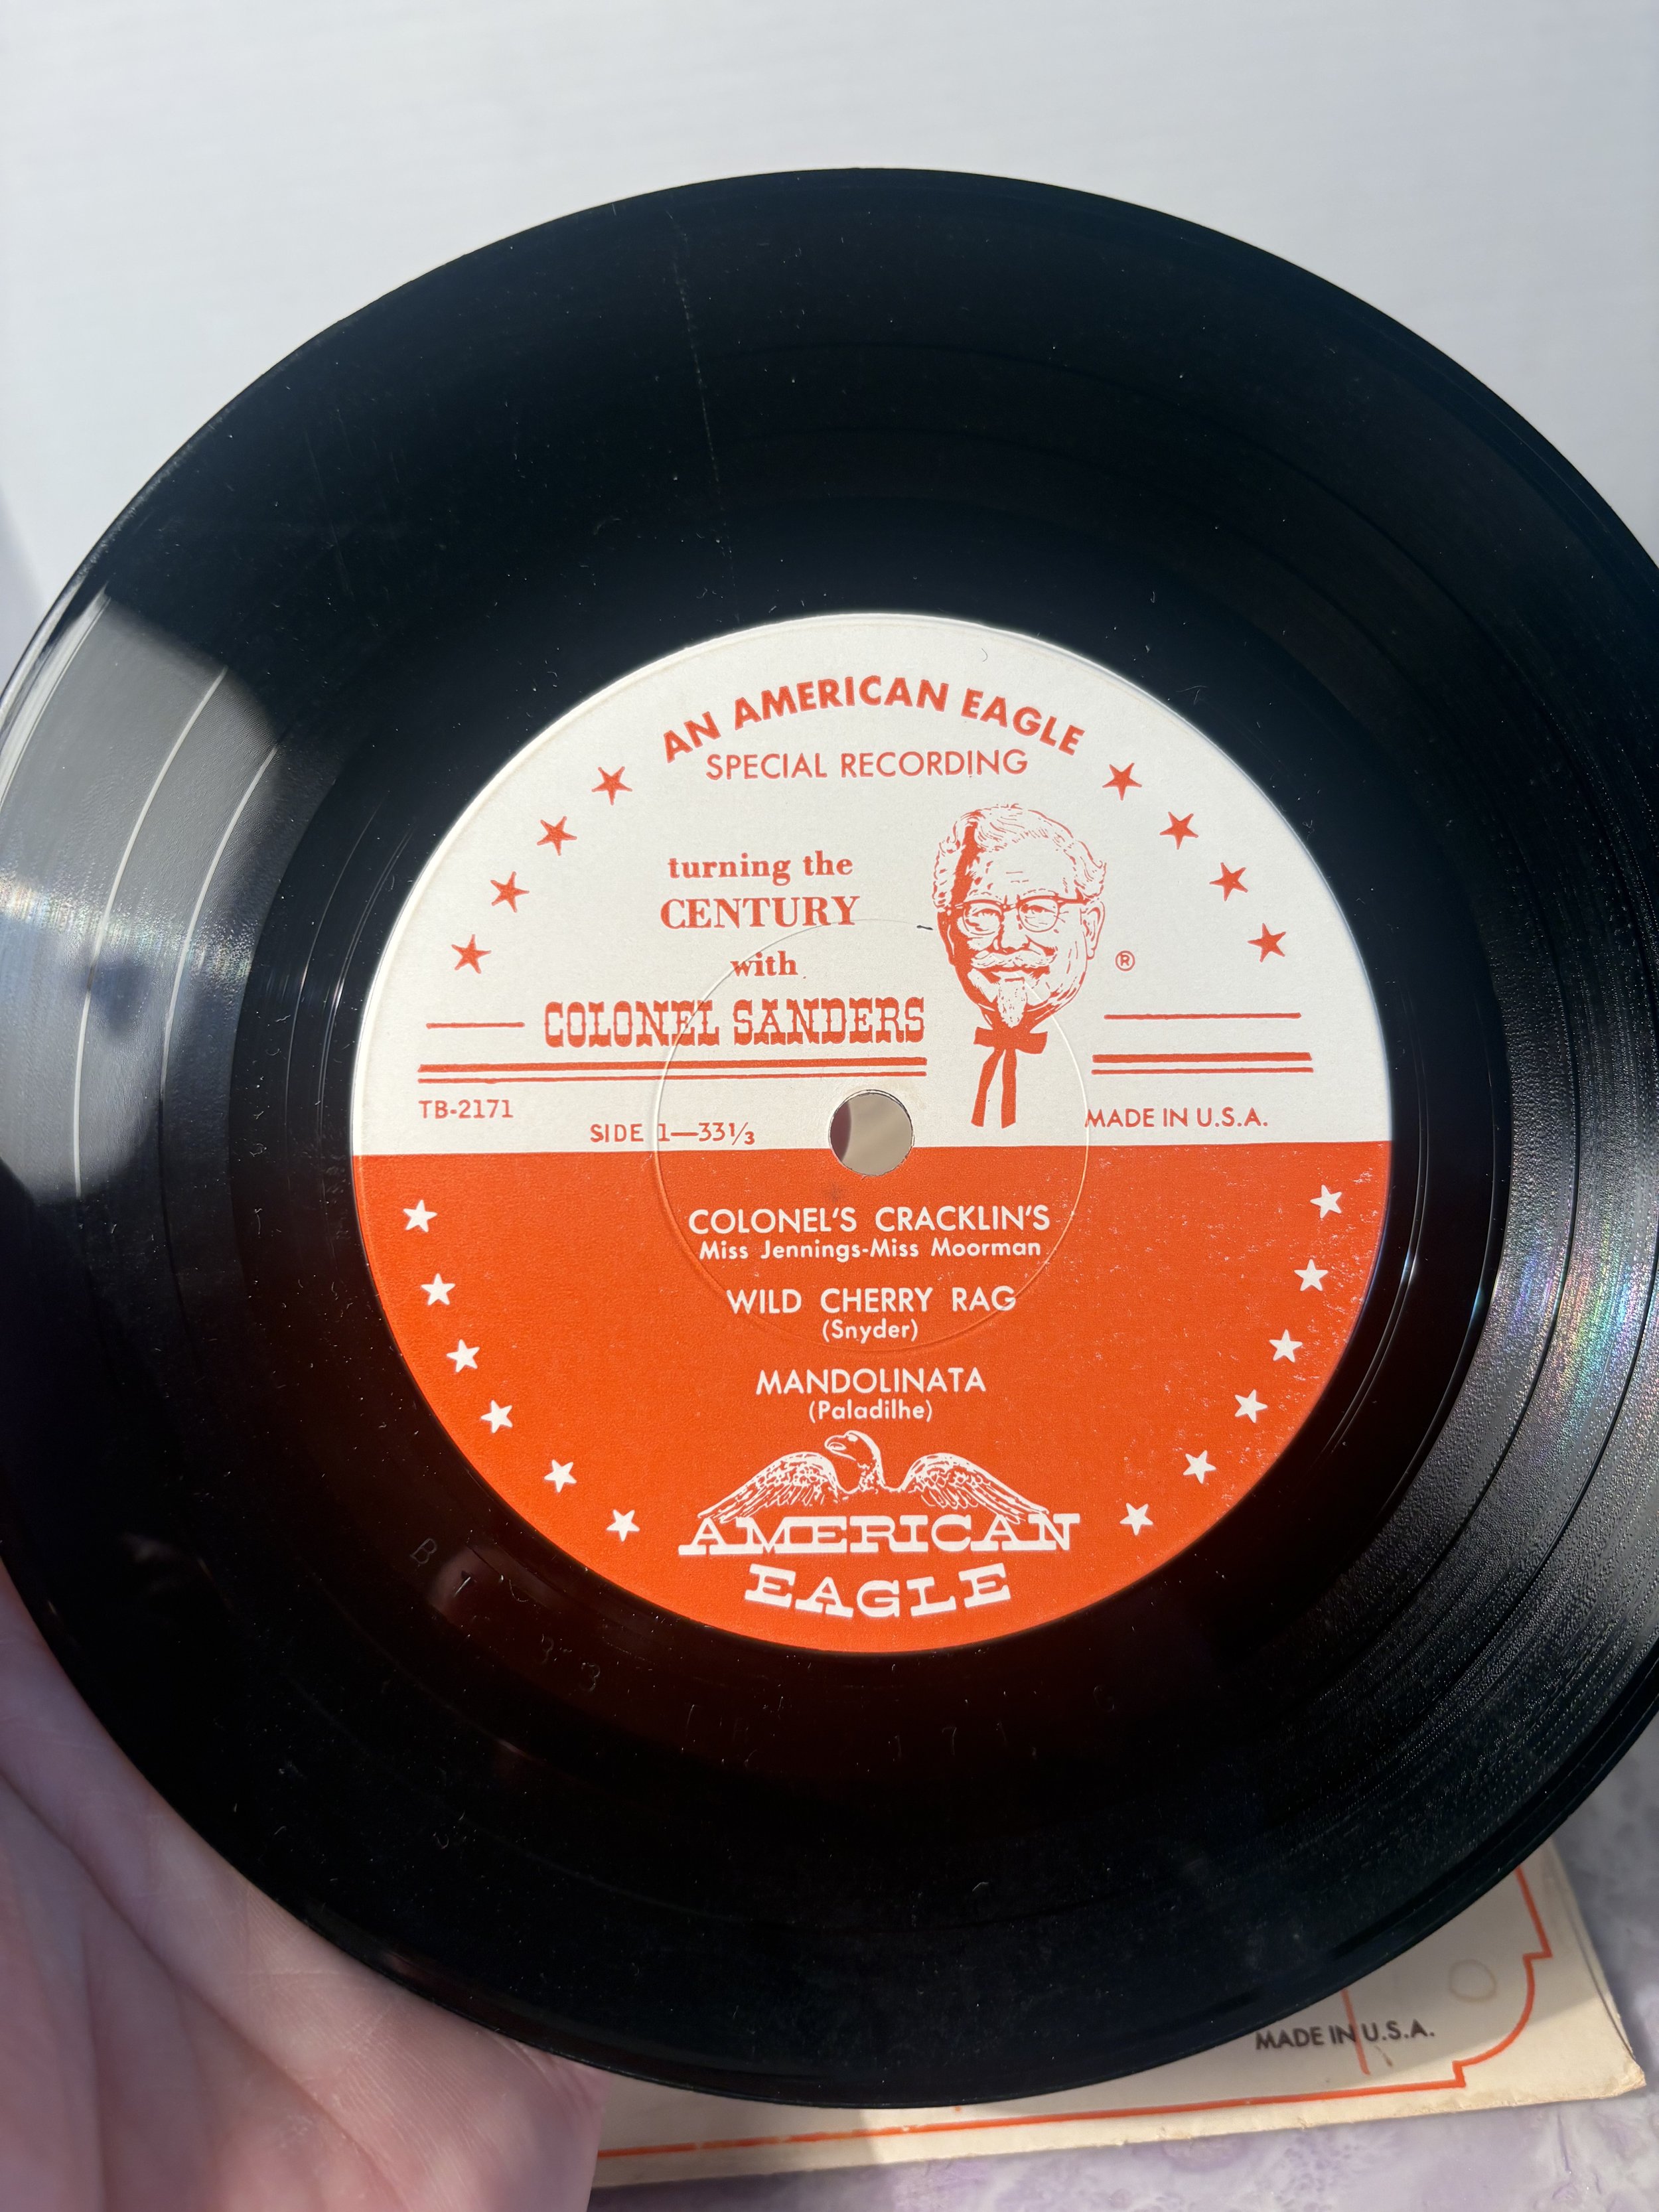 AN AMERICAN EAGLE
SPECIAL RECORDING
turning the
CENTURY
with
COLONEL SANDERS
®
TB-2171
SIDE 1—33⅓
MADE IN U.S.A.
COLONEL'S CRACKLIN'S
Miss Jennings-Miss Moorman
WILD CHERRY RAG
(Snyder)
MANDOLINATA
(Paladilhe)
AMERICAN
EAGLE
MADE IN U.S.A.